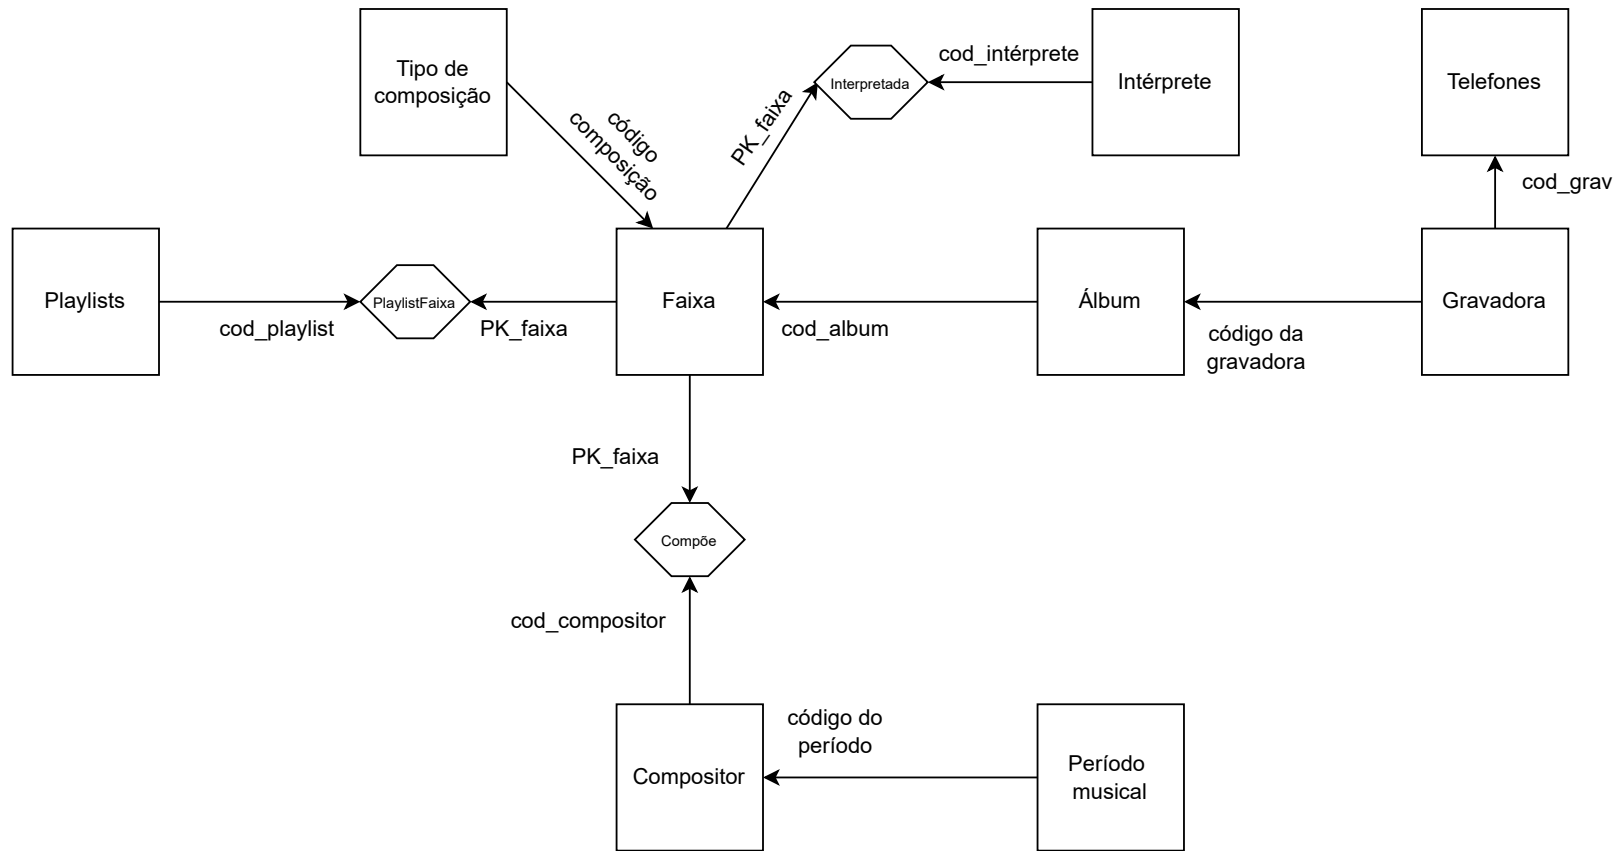 Tipo de
composição
Interpretada
cod_intérprete
Intérprete
Telefones
código
composição
PK_faixa
cod_grav
Playlists
cod_playlist
PlaylistFaixa
PK_faixa
Faixa
cod_album
Álbum
código da
gravadora
Gravadora
PK_faixa
Compõe
cod_compositor
Compositor
código do
período
Período
musical